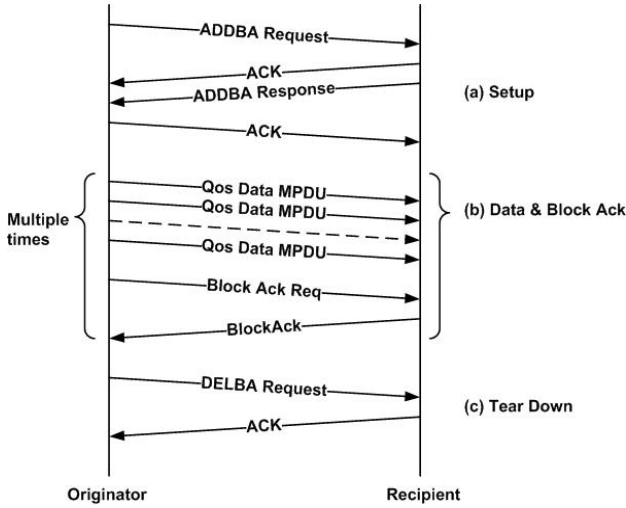 ADDBA Request
ACK
ADDBA Response
(a) Setup
ACK
Qos Data MPDU
Qos Data MPDU
Multiple
times
(b) Data & Block Ack
Qos Data MPDU
Block Ack Req
BlockAck
DELBA Request
(c) Tear Down
ACK
Originator
Recipient